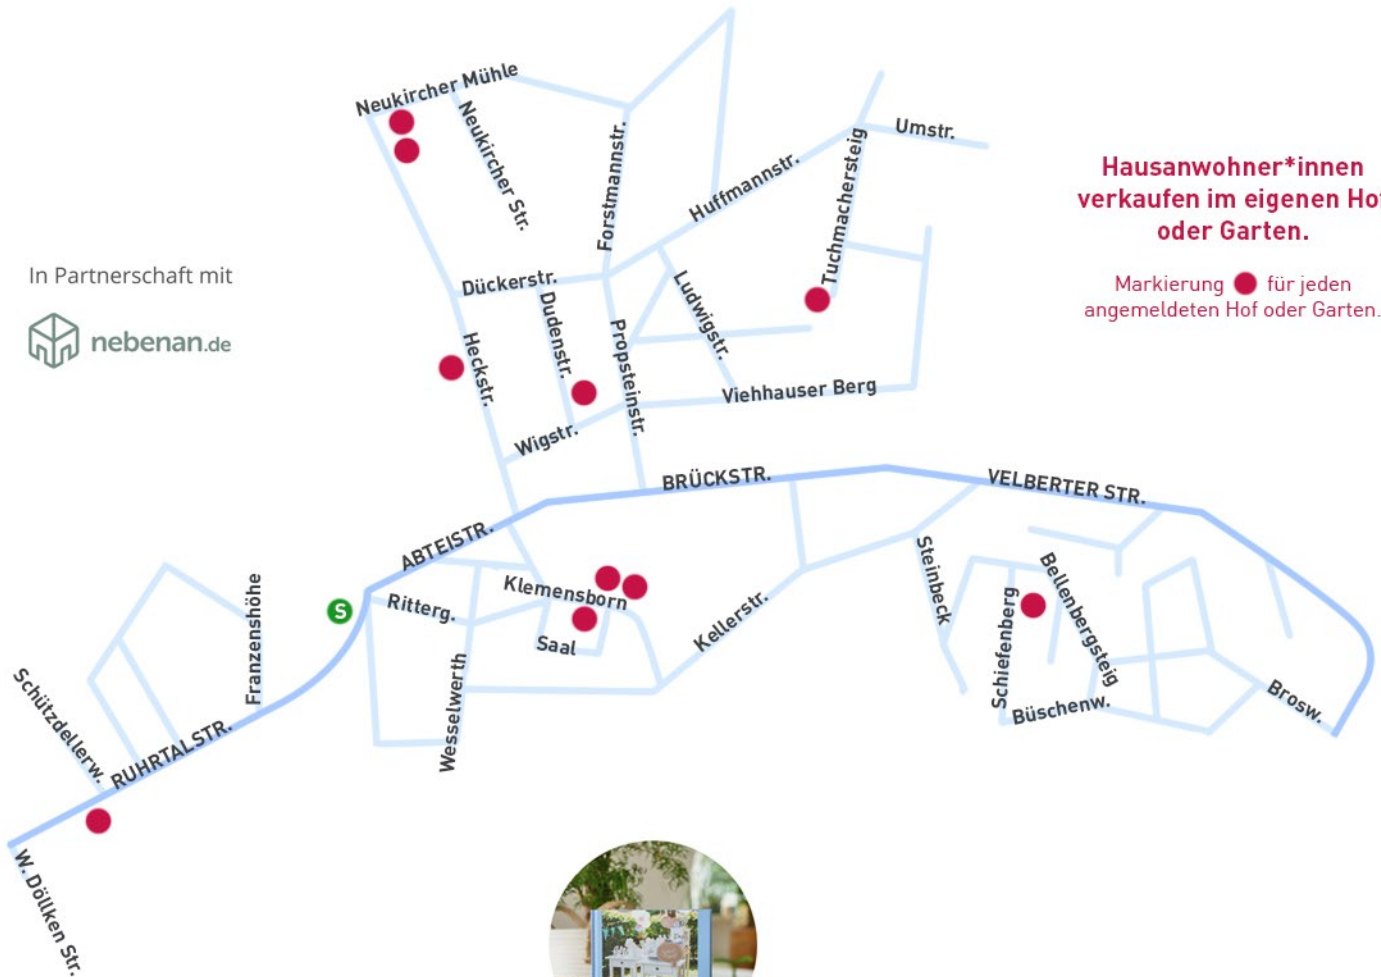 Neukircher Mühle
Neukircher Str.
Forstmannstr.
Huffmannstr.
Tuchmachersteig
Umstr.
Hausanwohner*innen
verkaufen im eigenen Hof
oder Garten.
Markierung für jeden
angemeldeten Hof oder Garten.
In Partnerschaft mit
nebenan.de
Dückerstr.
Dudenstr.
Heckstr.
Propsteinstr.
Ludwigstr.
Wigstr.
Viehhauser Berg
BRÜCKSTR.
VELBERTER STR.
ABTEISTR.
Klemensborn
Ritterg.
S
Saal
Kellerstr.
Steinbeck
Schiefenberg
Bellenbergsteig
Büschenw.
Brosw.
Franzenshöhe
Wesselwerth
Schützdellerw.
RUHRTALSTR.
W. Döllken Str.